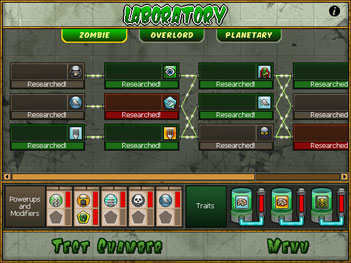 LABORATORY
i
ZOMBIE OVERLORD PLANETARY
Researched! Researched! Researched! Researched!
Researched! Researched! Researched! Researched!
Researched! Researched! Researched! Researched!
Powerups and Modifiers
Traits
Test Chamber Menu